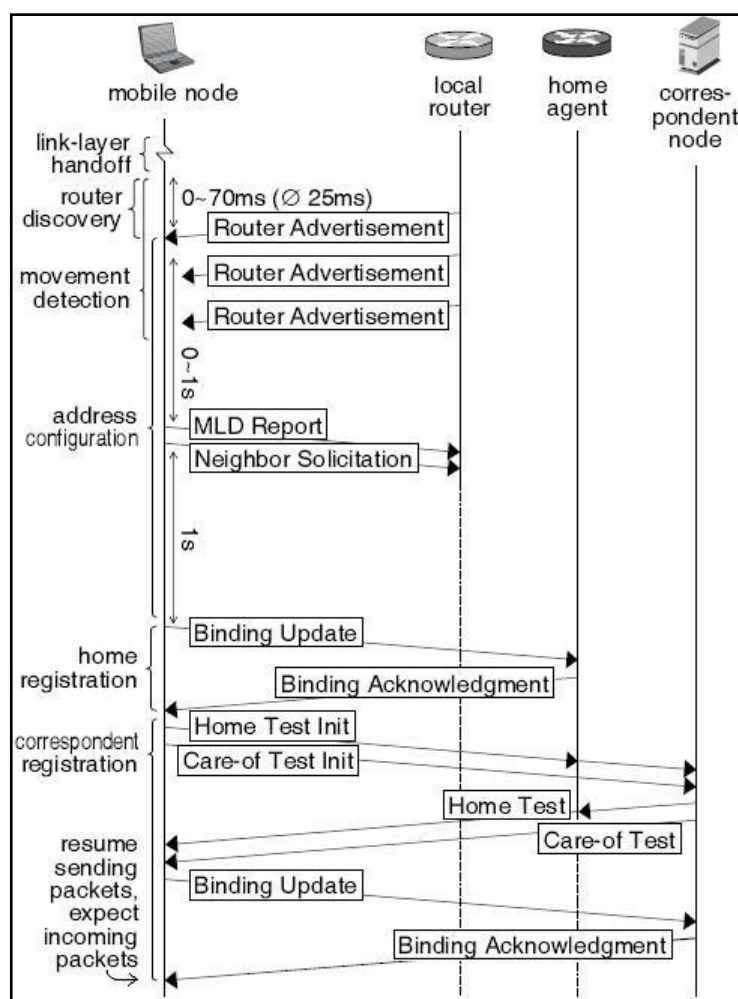 mobile node
local
router
home
agent
corres-
pondent
node
link-layer
handoff
router
discovery
0~70ms (∅ 25ms)
Router Advertisement
movement
detection
Router Advertisement
Router Advertisement
0~1s
address
configuration
MLD Report
Neighbor Solicitation
1s
Binding Update
home
registration
Binding Acknowledgment
Home Test Init
correspondent
registration
Care-of Test Init
Home Test
Care-of Test
resume
sending
packets,
expect
incoming
packets
Binding Update
Binding Acknowledgment